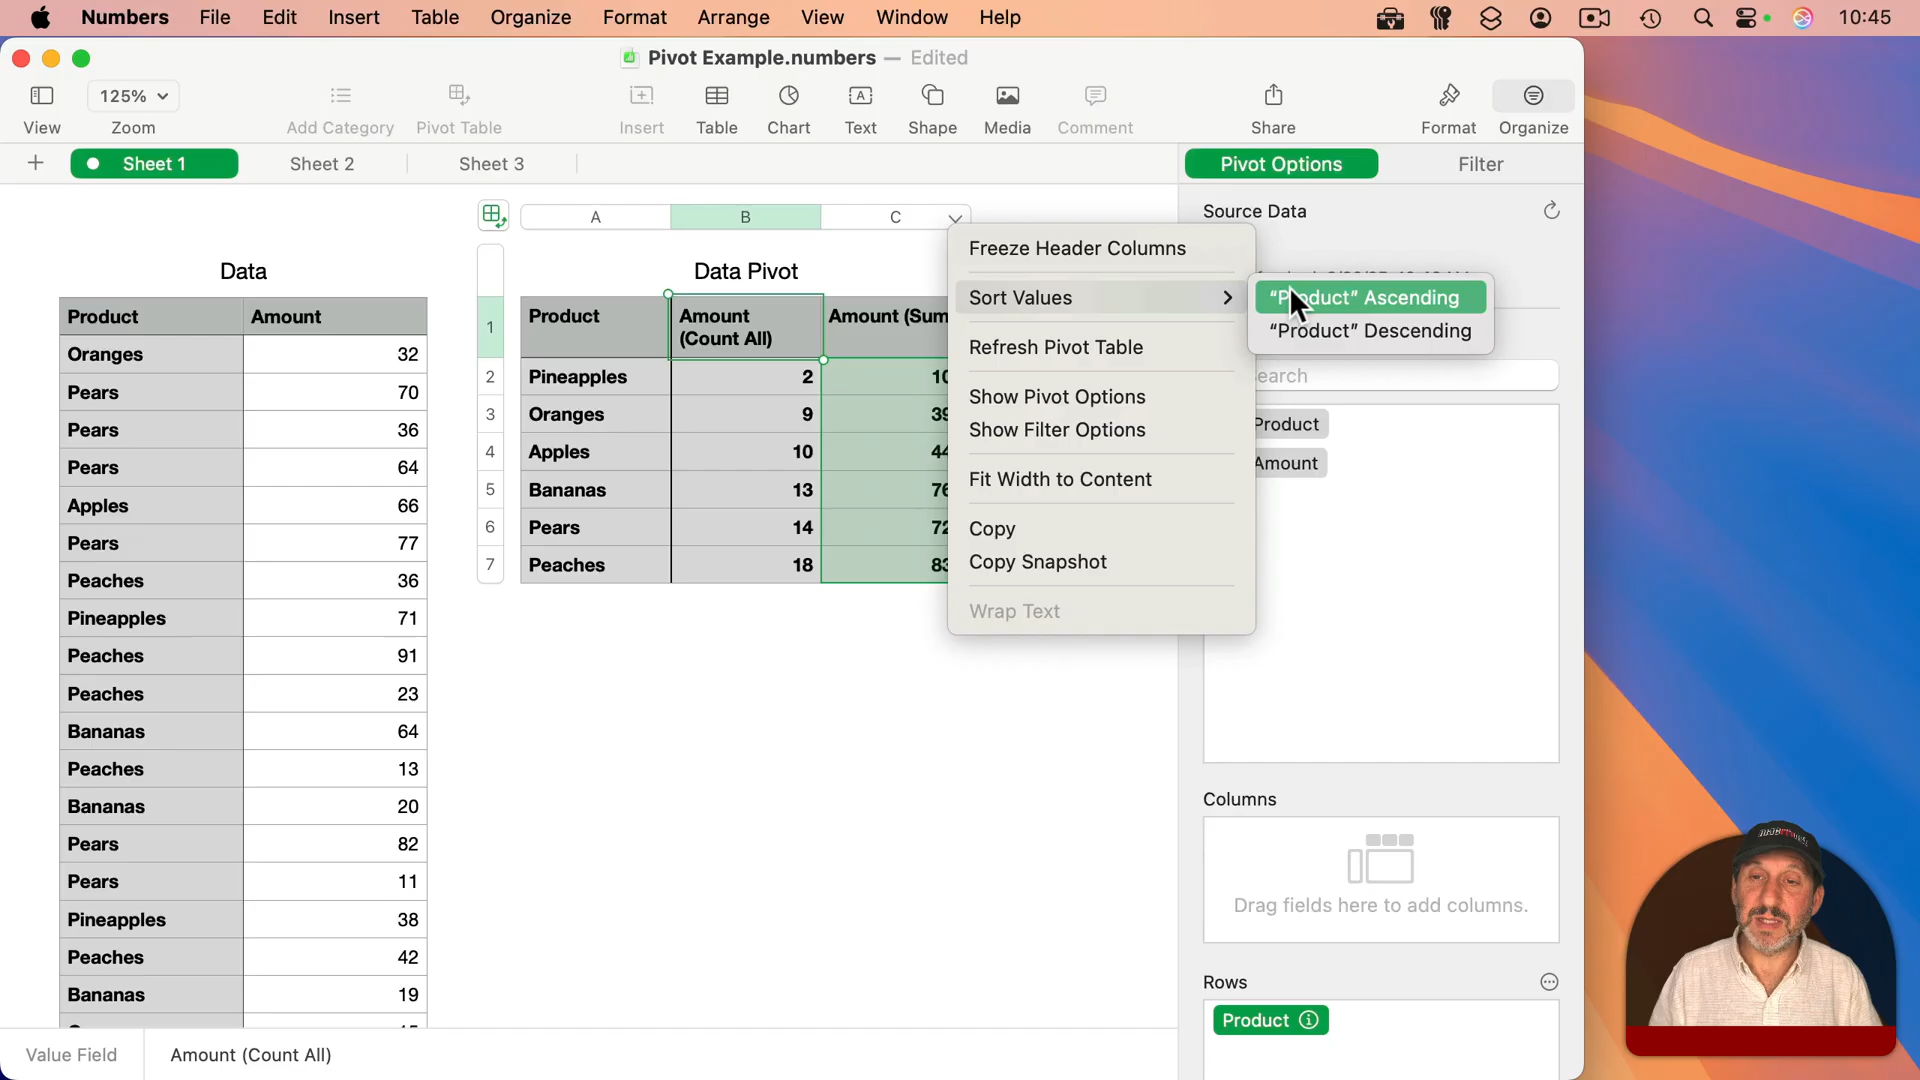 Numbers File Edit Insert Table Organize Format Arrange View Window Help 10:45
Pivot Example.numbers — Edited
125%
View Zoom Add Category Pivot Table Insert Table Chart Text Shape Media Comment Share Format Organize
Sheet 1 Sheet 2 Sheet 3
Pivot Options Filter
Source Data
A B C
Data
Product Amount
Oranges 32
Pears 70
Pears 36
Pears 64
Apples 66
Pears 77
Peaches 36
Pineapples 71
Peaches 91
Peaches 23
Bananas 64
Peaches 13
Bananas 20
Pears 82
Pears 11
Pineapples 38
Peaches 42
Bananas 19
Data Pivot
1 Product Amount (Count All) Amount (Sum
2 Pineapples 2 10
3 Oranges 9 39
4 Apples 10 44
5 Bananas 13 76
6 Pears 14 72
7 Peaches 18 83
Freeze Header Columns
Sort Values
Refresh Pivot Table
Show Pivot Options
Show Filter Options
Fit Width to Content
Copy
Copy Snapshot
Wrap Text
“Product” Ascending
“Product” Descending
earch
Product
Amount
Columns
Drag fields here to add columns.
Rows
Product
Value Field Amount (Count All)